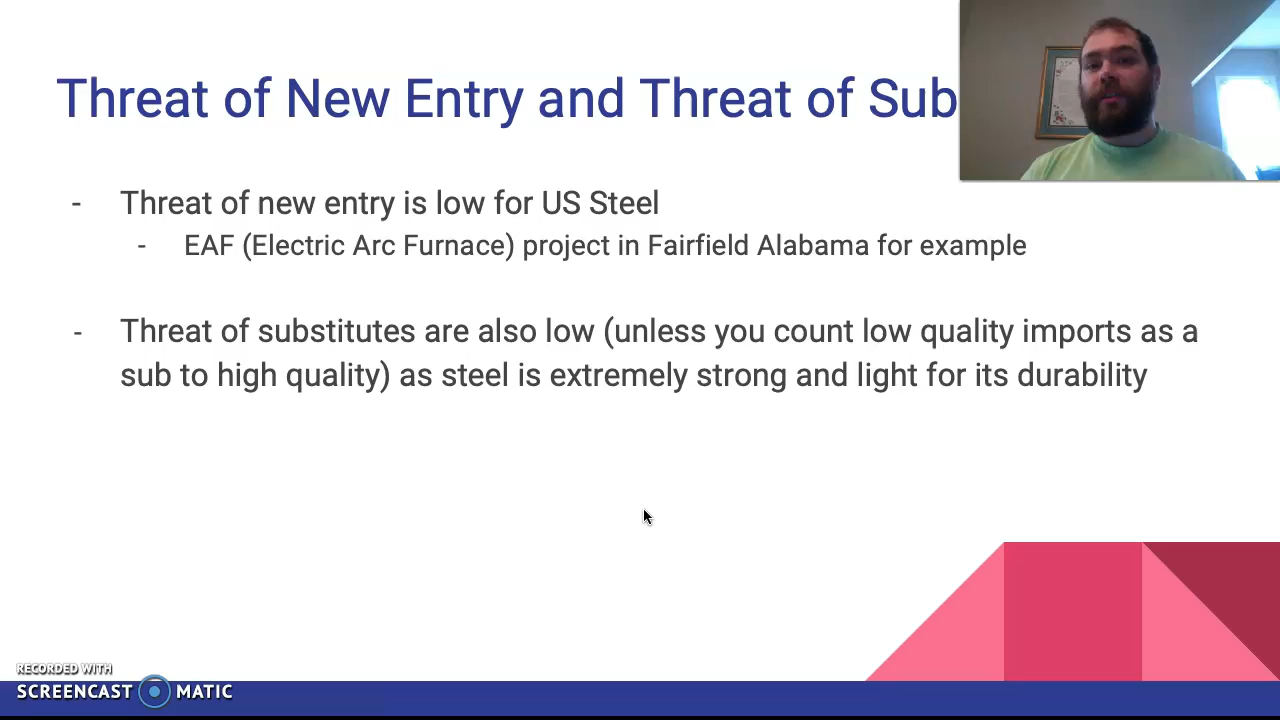 Threat of New Entry and Threat of Sub
- Threat of new entry is low for US Steel
- EAF (Electric Arc Furnace) project in Fairfield Alabama for example
- Threat of substitutes are also low (unless you count low quality imports as a
sub to high quality) as steel is extremely strong and light for its durability
RECORDED WITH
SCREENCAST MATIC